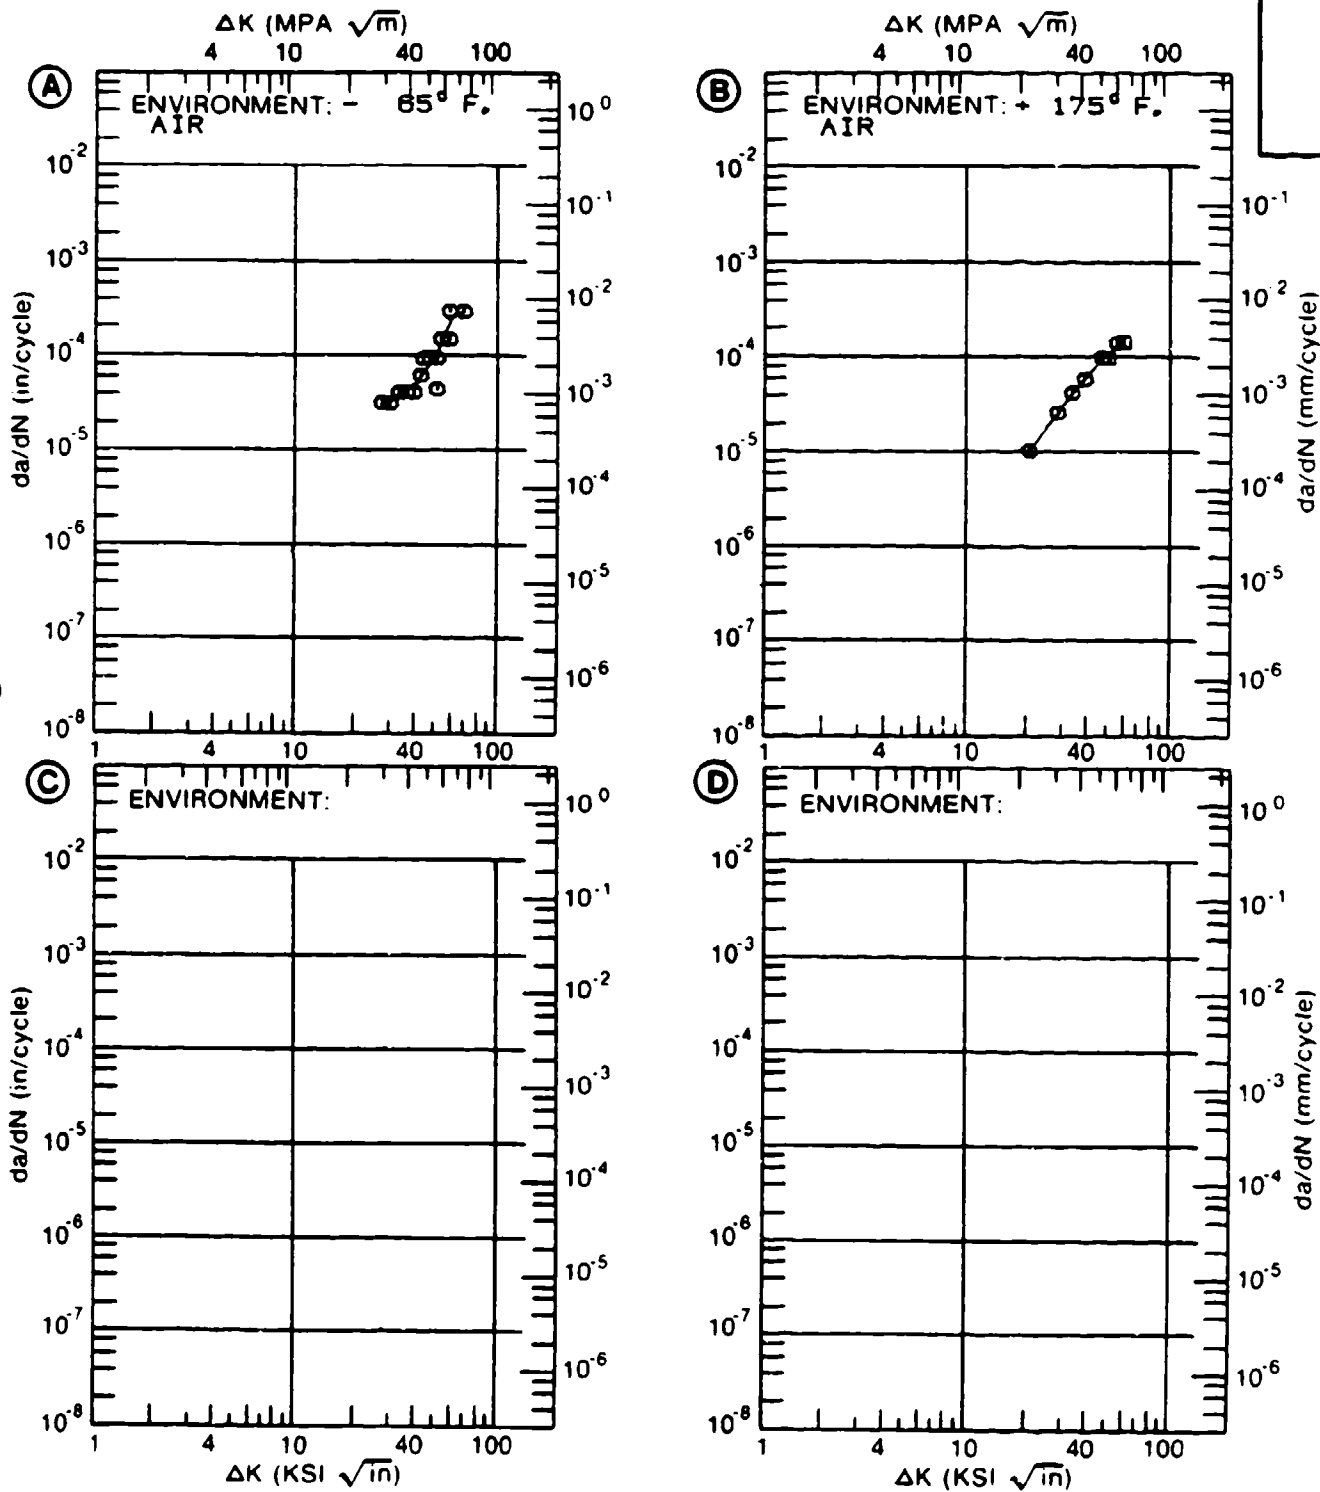 ΔK (MPA √m)
4 10 40 100
ΔK (MPA √m)
4 10 40 100
A
ENVIRONMENT: - 65° F.
AIR
B
ENVIRONMENT: + 175° F.
AIR
da/dN (in/cycle)
10-2
10-3
10-4
10-5
10-6
10-7
10-8
100
10-1
10-2
10-3
10-4
10-5
10-6
1 4 10 40 100
10-2
10-3
10-4
10-5
10-6
10-7
10-8
10-1
10-2
10-3
10-4
10-5
10-6
da/dN (mm/cycle)
1 4 10 40 100
C
ENVIRONMENT:
D
ENVIRONMENT:
da/dN (in/cycle)
10-2
10-3
10-4
10-5
10-6
10-7
10-8
100
10-1
10-2
10-3
10-4
10-5
10-6
1 4 10 40 100
ΔK (KSI √in)
10-2
10-3
10-4
10-5
10-6
10-7
10-8
100
10-1
10-2
10-3
10-4
10-5
10-6
da/dN (mm/cycle)
1 4 10 40 100
ΔK (KSI √in)